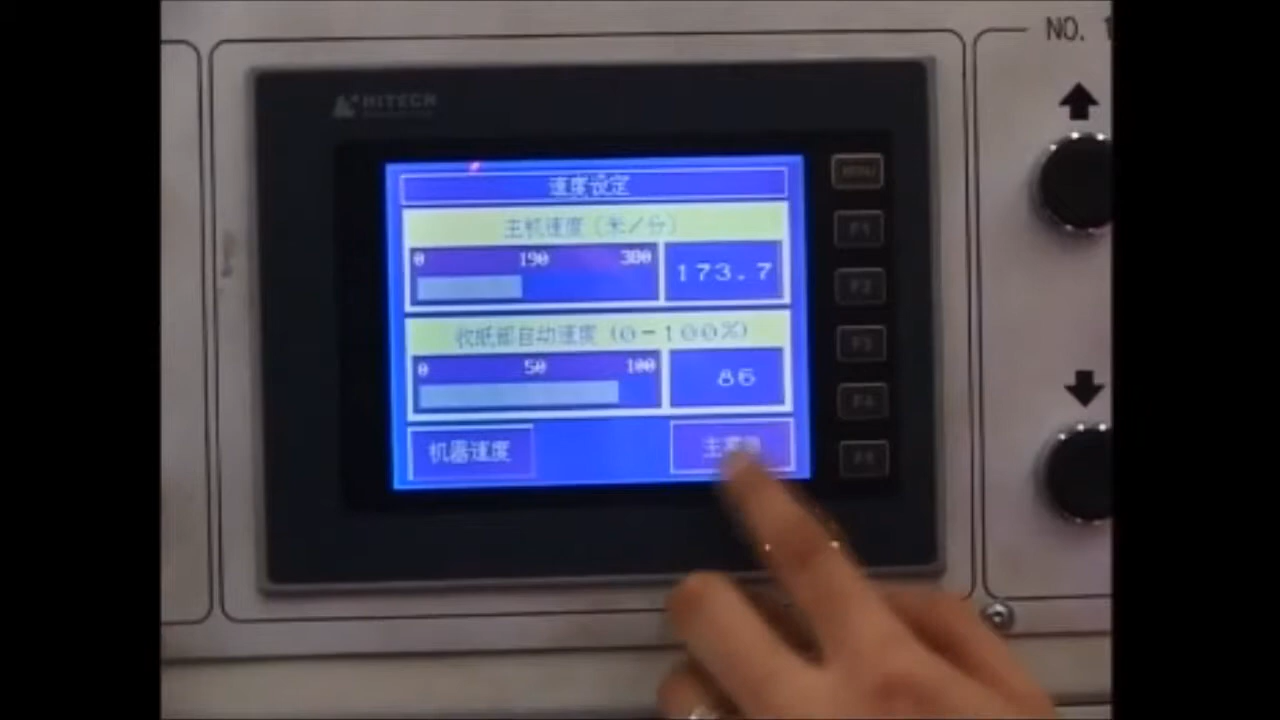 NO. 1
HITECH
速度设定
主机速度（米／分）
0 190 380
173.7
收纸部自动速度（0-100％）
0 50 100
86
机器速度
MENU
F1
F2
F3
F4
F5